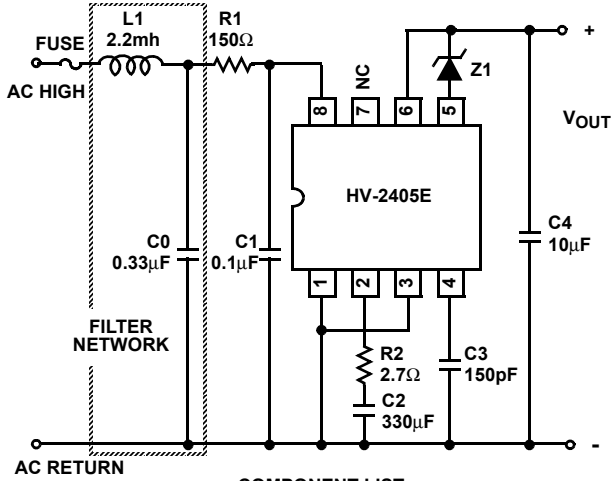 L1
2.2mh
R1
150Ω
FUSE
AC HIGH
8
NC
7
6
5
Z1
+
VOUT
HV-2405E
C0
0.33μF
C1
0.1μF
C4
10μF
1
2
3
4
FILTER
NETWORK
R2
2.7Ω
C3
150pF
C2
330μF
AC RETURN
-